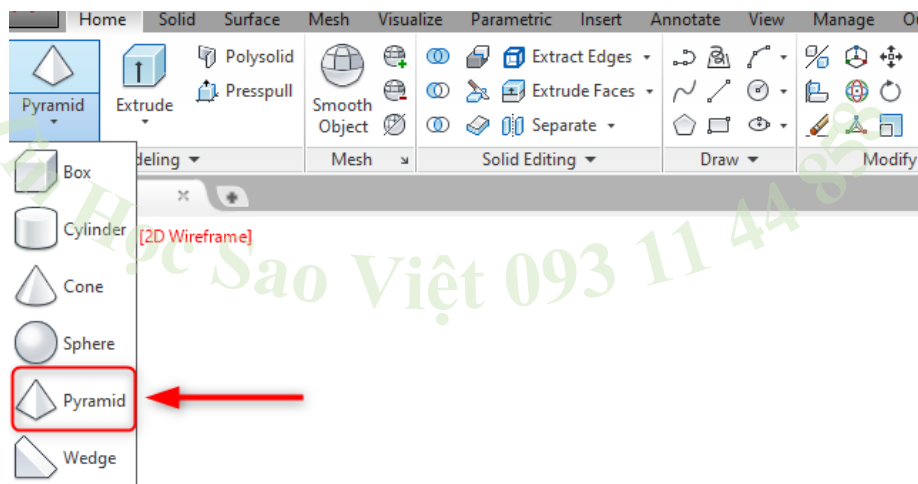 Home Solid Surface Mesh Visualize Parametric Insert Annotate View Manage
Pyramid
Extrude
Polysolid
Presspull
Smooth
Object
Extract Edges
Extrude Faces
Separate
Draw
Mesh
Solid Editing
Modify
deling
Box
Cylinder
[2D Wireframe]
Cone
Sphere
Pyramid
Wedge
Tin Học Sao Việt 093 11 44 858